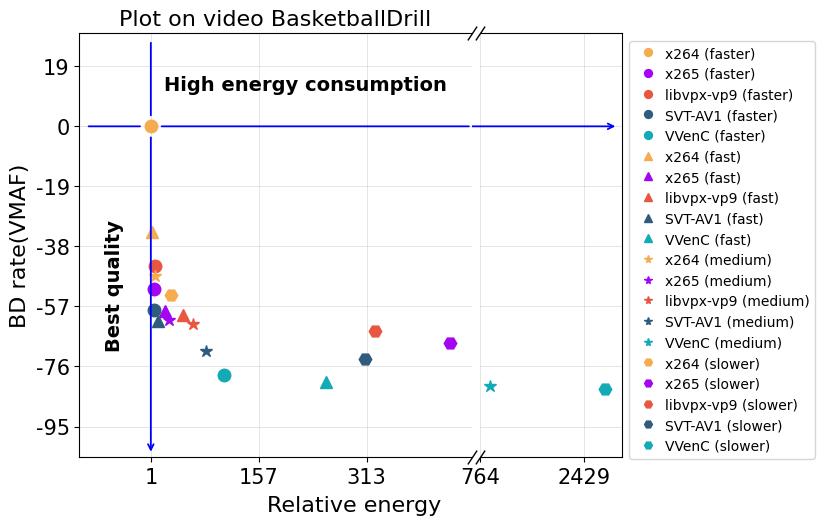 Plot on video BasketballDrill
High energy consumption
Best quality
BD rate(VMAF)
19
0
-19
-38
-57
-76
-95
1
157
313
764
2429
Relative energy
x264 (faster)
x265 (faster)
libvpx-vp9 (faster)
SVT-AV1 (faster)
VVenC (faster)
x264 (fast)
x265 (fast)
libvpx-vp9 (fast)
SVT-AV1 (fast)
VVenC (fast)
x264 (medium)
x265 (medium)
libvpx-vp9 (medium)
SVT-AV1 (medium)
VVenC (medium)
x264 (slower)
x265 (slower)
libvpx-vp9 (slower)
SVT-AV1 (slower)
VVenC (slower)